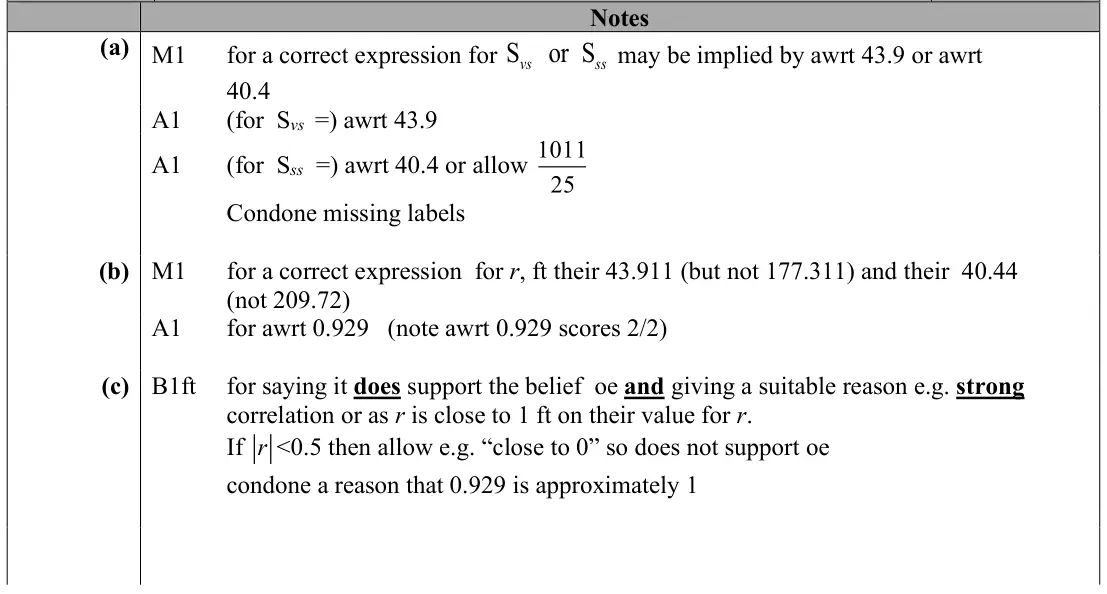 Notes
(a) M1 for a correct expression for S_vs or S_ss may be implied by awrt 43.9 or awrt
40.4
A1 (for S_vs =) awrt 43.9
A1 (for S_ss =) awrt 40.4 or allow 1011/25
Condone missing labels
(b) M1 for a correct expression for r, ft their 43.911 (but not 177.311) and their 40.44
(not 209.72)
A1 for awrt 0.929 (note awrt 0.929 scores 2/2)
(c) B1ft for saying it does support the belief oe and giving a suitable reason e.g. strong
correlation or as r is close to 1 ft on their value for r.
If |r|<0.5 then allow e.g. “close to 0” so does not support oe
condone a reason that 0.929 is approximately 1